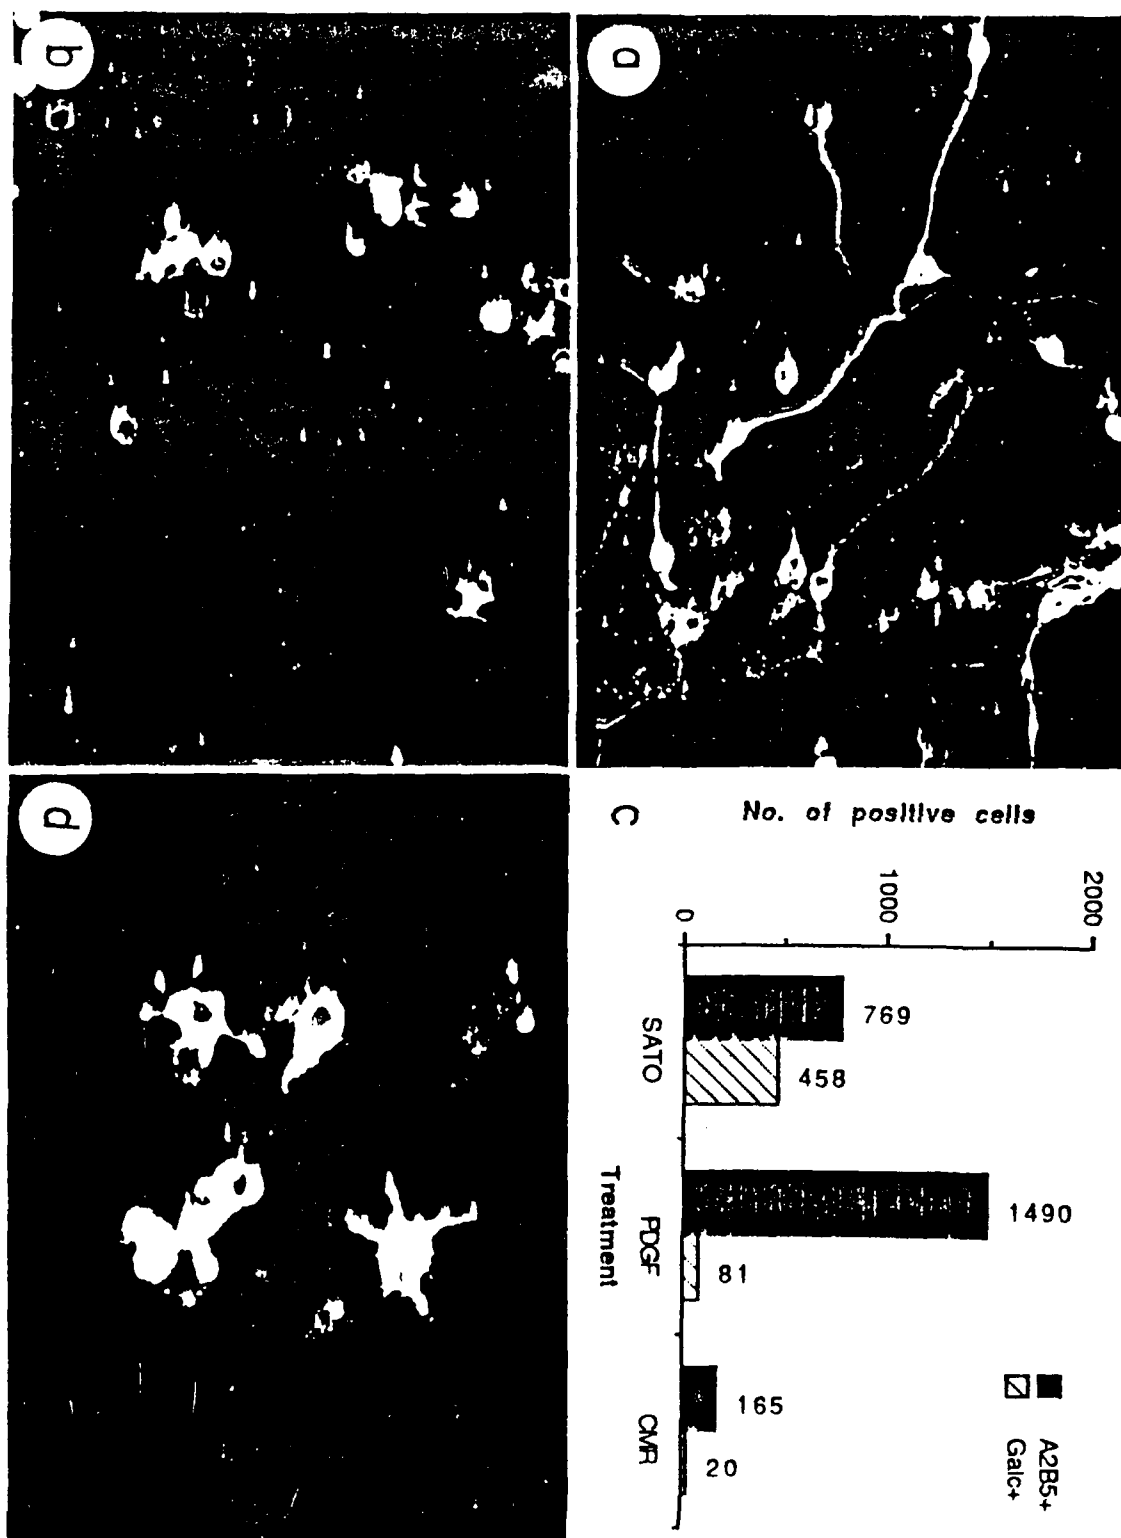 a
b
c
No. of positive cells
2000
1000
0
769
458
1490
81
165
20
SATO
PDGF
CMR
Treatment
A2B5+
Galc+
d